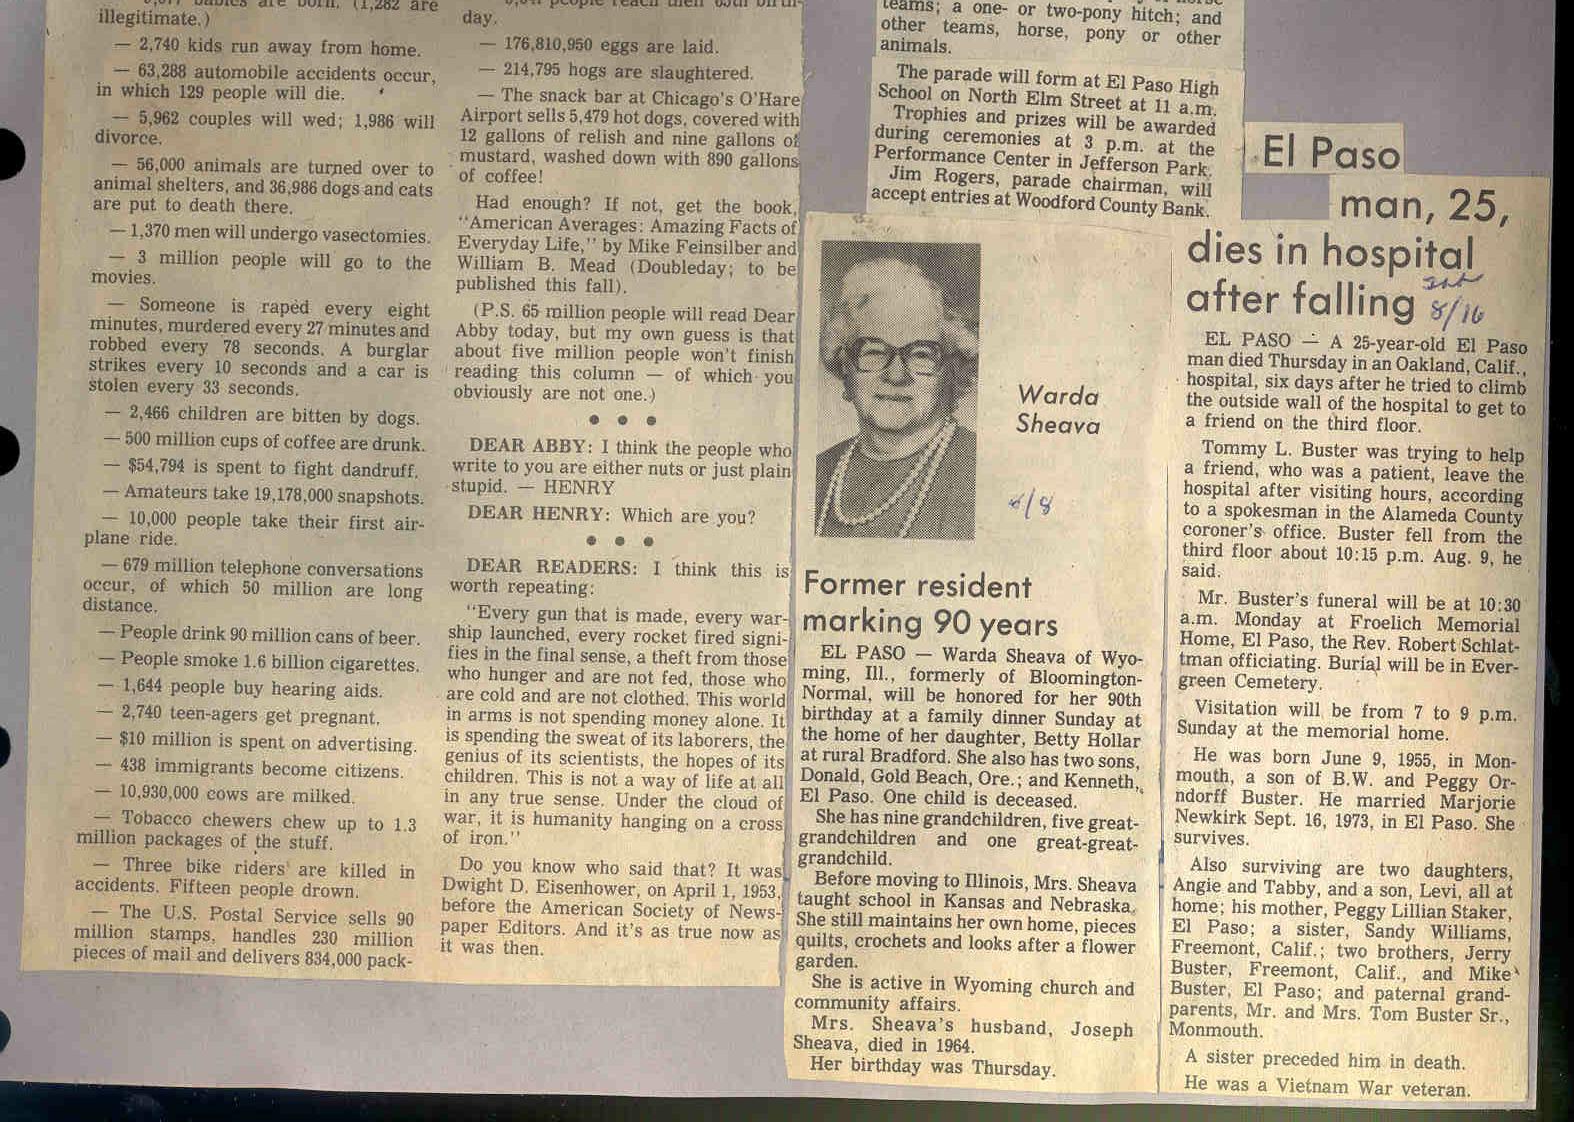 illegitimate.)
— 2,740 kids run away from home.
— 63,288 automobile accidents occur,
in which 129 people will die.
— 5,962 couples will wed; 1,986 will
divorce.
— 56,000 animals are turned over to
animal shelters, and 36,986 dogs and cats
are put to death there.
— 1,370 men will undergo vasectomies.
— 3 million people will go to the
movies.
— Someone is raped every eight
minutes, murdered every 27 minutes and
robbed every 78 seconds. A burglar
strikes every 10 seconds and a car is
stolen every 33 seconds.
— 2,466 children are bitten by dogs.
— 500 million cups of coffee are drunk.
— $54,794 is spent to fight dandruff.
— Amateurs take 19,178,000 snapshots.
— 10,000 people take their first air-
plane ride.
— 679 million telephone conversations
occur, of which 50 million are long
distance.
— People drink 90 million cans of beer.
— People smoke 1.6 billion cigarettes.
— 1,644 people buy hearing aids.
— 2,740 teen-agers get pregnant.
— $10 million is spent on advertising.
— 438 immigrants become citizens.
— 10,930,000 cows are milked.
— Tobacco chewers chew up to 1.3
million packages of the stuff.
— Three bike riders are killed in
accidents. Fifteen people drown.
— The U.S. Postal Service sells 90
million stamps, handles 230 million
pieces of mail and delivers 834,000 pack-
day.
— 176,810,950 eggs are laid.
— 214,795 hogs are slaughtered.
— The snack bar at Chicago's O'Hare
Airport sells 5,479 hot dogs, covered with
12 gallons of relish and nine gallons of
mustard, washed down with 890 gallons
of coffee!
Had enough? If not, get the book,
"American Averages: Amazing Facts of
Everyday Life," by Mike Feinsilber and
William B. Mead (Doubleday; to be
published this fall).
(P.S. 65 million people will read Dear
Abby today, but my own guess is that
about five million people won't finish
reading this column — of which you
obviously are not one.)
• • •
DEAR ABBY: I think the people who
write to you are either nuts or just plain
stupid. — HENRY
DEAR HENRY: Which are you?
• • •
DEAR READERS: I think this is
worth repeating:
"Every gun that is made, every war-
ship launched, every rocket fired signi-
fies in the final sense, a theft from those
who hunger and are not fed, those who
are cold and are not clothed. This world
in arms is not spending money alone. It
is spending the sweat of its laborers, the
genius of its scientists, the hopes of its
children. This is not a way of life at all
in any true sense. Under the cloud of
war, it is humanity hanging on a cross
of iron."
Do you know who said that? It was
Dwight D. Eisenhower, on April 1, 1953,
before the American Society of News-
paper Editors. And it's as true now as
it was then.
teams; a one- or two-pony hitch; and
other teams, horse, pony or other
animals.
The parade will form at El Paso High
School on North Elm Street at 11 a.m.
Trophies and prizes will be awarded
during ceremonies at 3 p.m. at the
Performance Center in Jefferson Park.
Jim Rogers, parade chairman, will
accept entries at Woodford County Bank.
Warda
Sheava
/8
Former resident
marking 90 years
EL PASO — Warda Sheava of Wyo-
ming, Ill., formerly of Bloomington-
Normal, will be honored for her 90th
birthday at a family dinner Sunday at
the home of her daughter, Betty Hollar
at rural Bradford. She also has two sons,
Donald, Gold Beach, Ore.; and Kenneth,
El Paso. One child is deceased.
She has nine grandchildren, five great-
grandchildren and one great-great-
grandchild.
Before moving to Illinois, Mrs. Sheava
taught school in Kansas and Nebraska.
She still maintains her own home, pieces
quilts, crochets and looks after a flower
garden.
She is active in Wyoming church and
community affairs.
Mrs. Sheava's husband, Joseph
Sheava, died in 1964.
Her birthday was Thursday.
El Paso
man, 25,
dies in hospital
after falling
8/16
EL PASO — A 25-year-old El Paso
man died Thursday in an Oakland, Calif.,
hospital, six days after he tried to climb
the outside wall of the hospital to get to
a friend on the third floor.
Tommy L. Buster was trying to help
a friend, who was a patient, leave the
hospital after visiting hours, according
to a spokesman in the Alameda County
coroner's office. Buster fell from the
third floor about 10:15 p.m. Aug. 9, he
said.
Mr. Buster's funeral will be at 10:30
a.m. Monday at Froelich Memorial
Home, El Paso, the Rev. Robert Schlat-
tman officiating. Burial will be in Ever-
green Cemetery.
Visitation will be from 7 to 9 p.m.
Sunday at the memorial home.
He was born June 9, 1955, in Mon-
mouth, a son of B.W. and Peggy Or-
ndorff Buster. He married Marjorie
Newkirk Sept. 16, 1973, in El Paso. She
survives.
Also surviving are two daughters,
Angie and Tabby, and a son, Levi, all at
home; his mother, Peggy Lillian Staker,
El Paso; a sister, Sandy Williams,
Freemont, Calif.; two brothers, Jerry
Buster, Freemont, Calif., and Mike
Buster, El Paso; and paternal grand-
parents, Mr. and Mrs. Tom Buster Sr.,
Monmouth.
A sister preceded him in death.
He was a Vietnam War veteran.